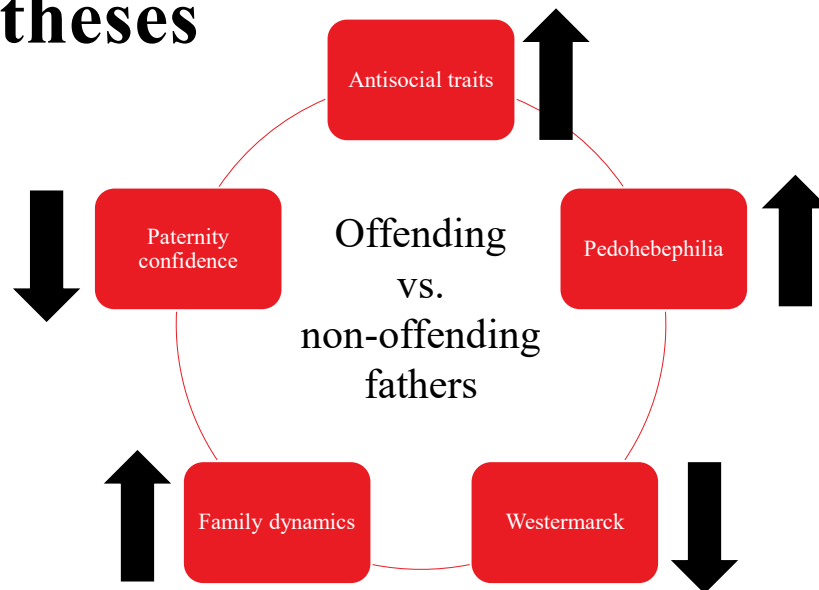 theses
Antisocial traits
Paternity
confidence
Pedohebephilia
Offending
vs.
non-offending
fathers
Family dynamics
Westermarck